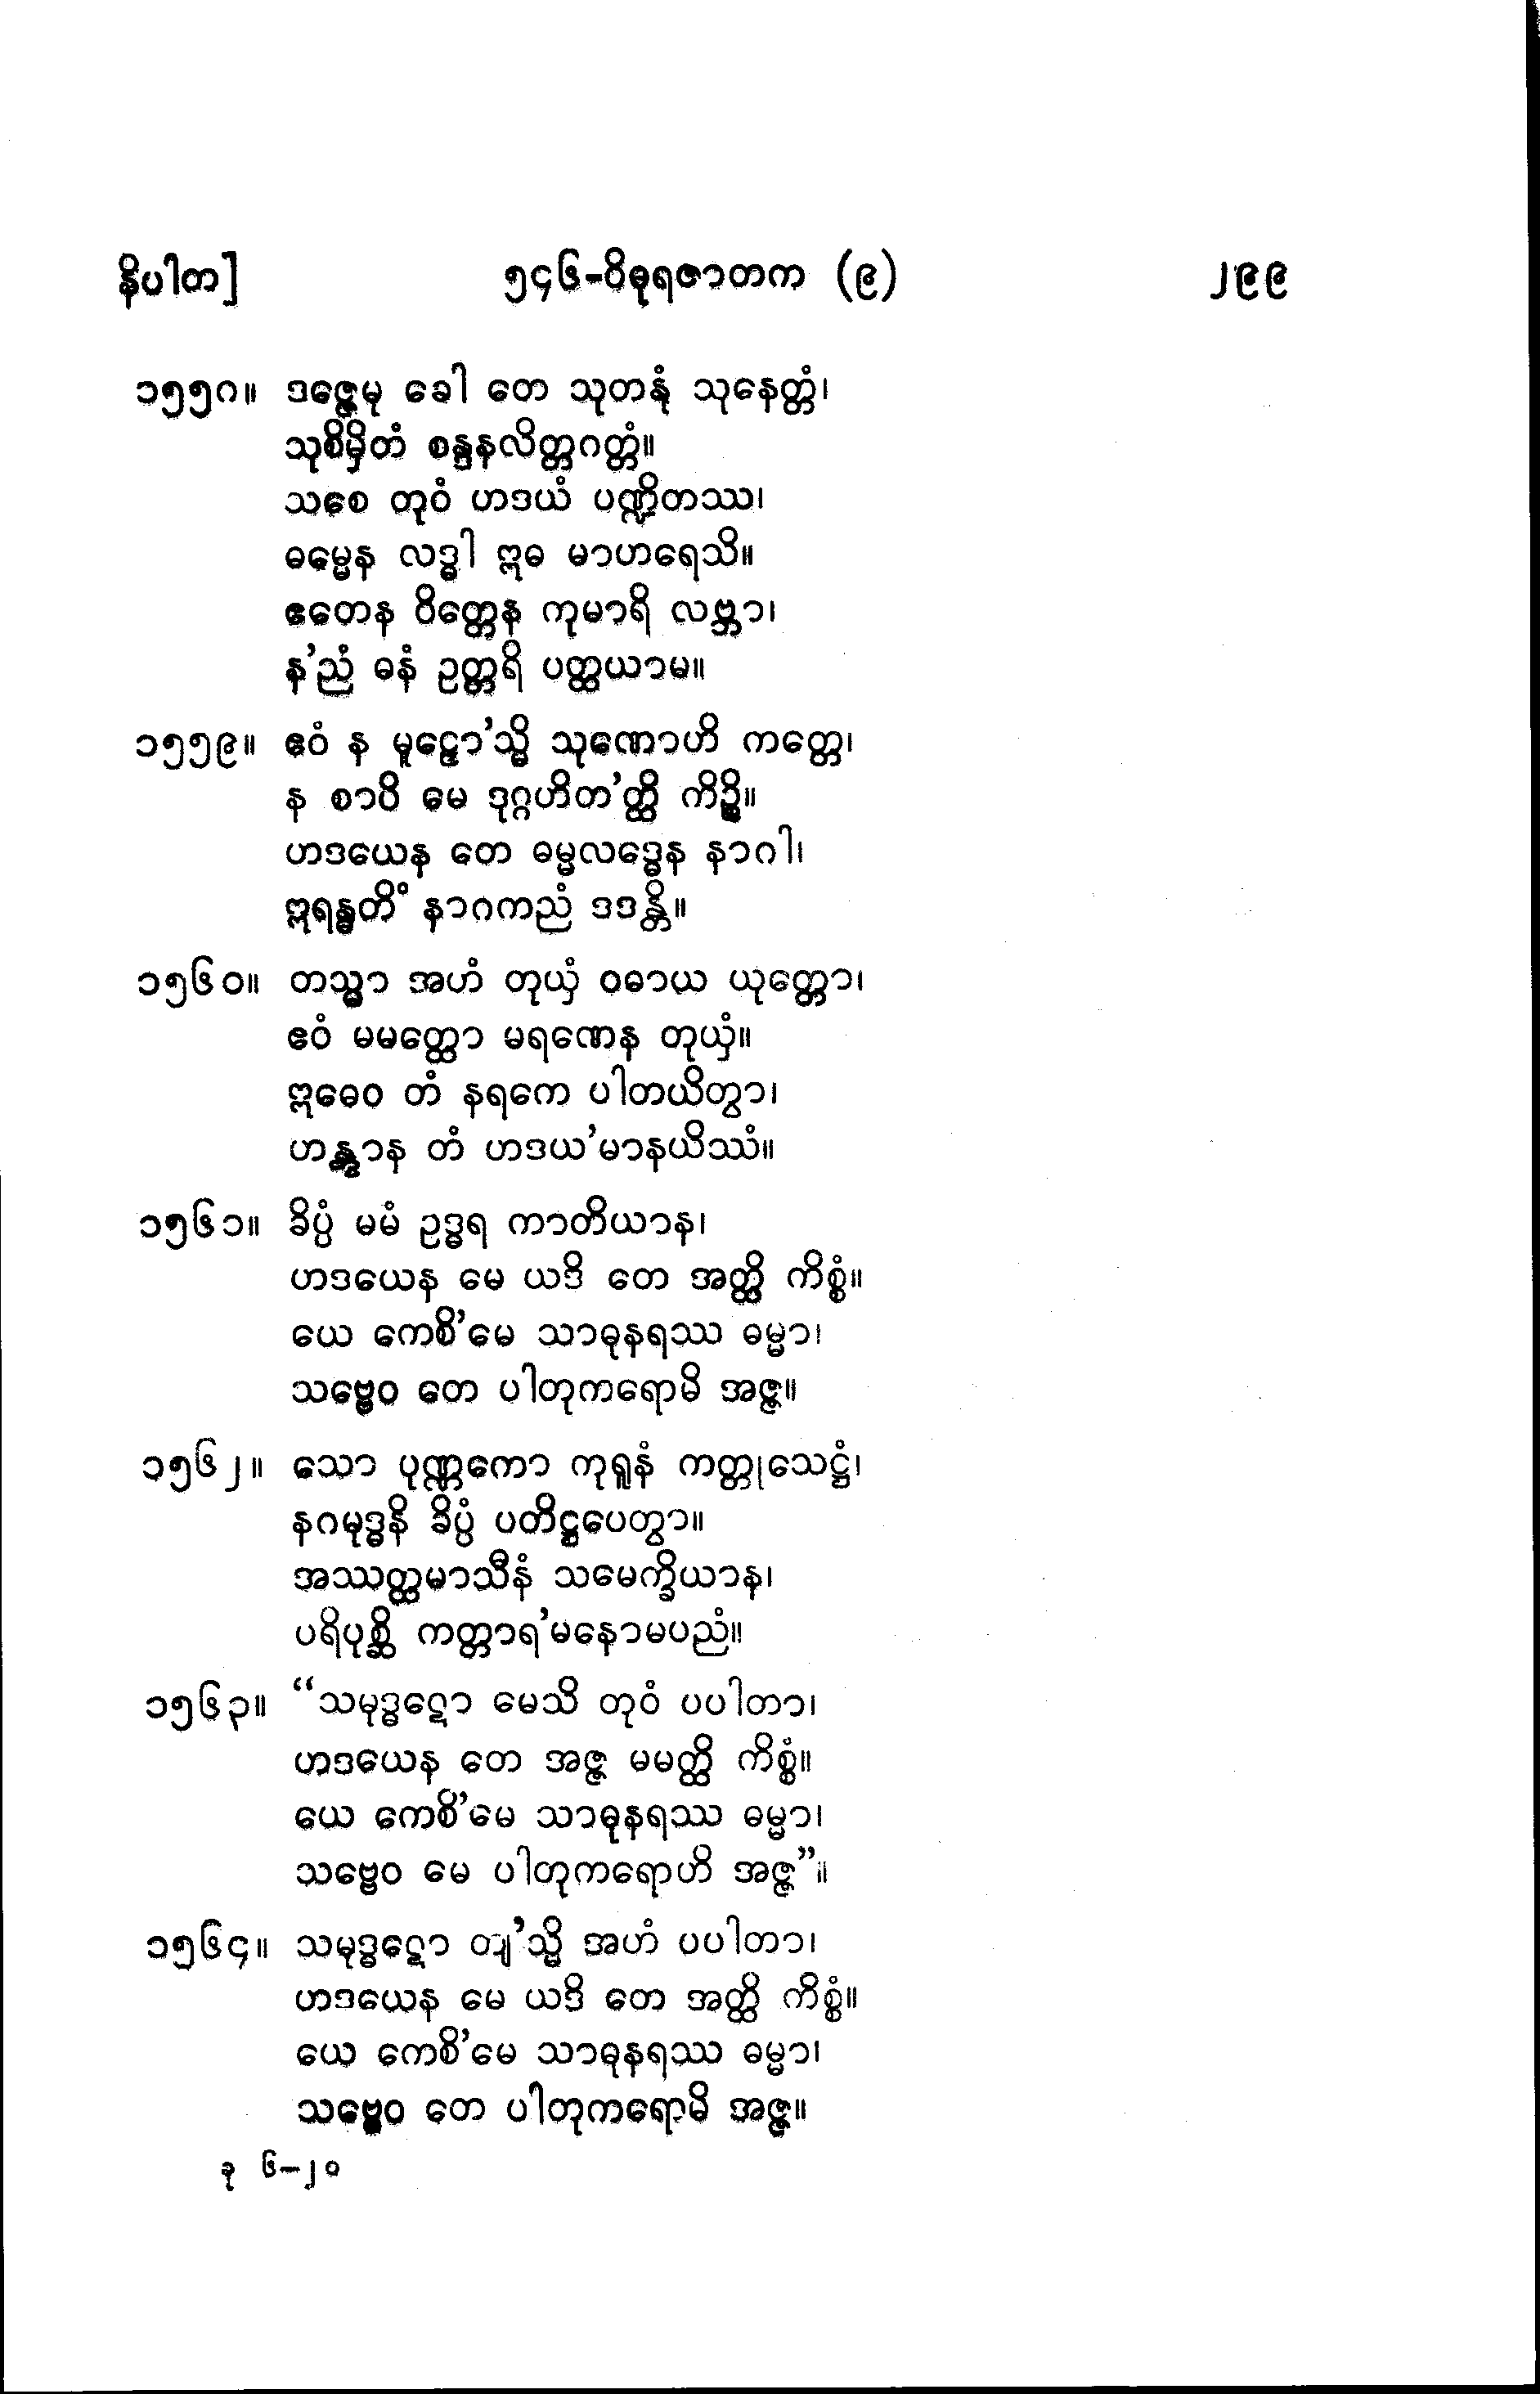 နိပါတ] ၅၄၆-ဝိဓုရဇာတက (၉) ၂၉၉
၁၅၅၈။ ဒဇ္ဇေမု ခေါ တေ သုတနုံ သုနေတ္တံ၊
သုစိမှိတံ စန္ဒနလိတ္တဂတ္တံ။
သစေ တုဝံ ဟဒယံ ပဏ္ဍိတဿ၊
ဓမ္မေန လဒ္ဓါ ဣဓ မာဟရေသိ။
ဧတေန ဝိတ္တေန ကုမာရိ လဗ္ဘာ၊
န’ညံ ဓနံ ဥတ္တရိ ပတ္ထယာမ။
၁၅၅၉။ ဧဝံ န မူဠှော’သ္မိ သုဏောဟိ ကတ္တေ၊
န စာပိ မေ ဒုဂ္ဂဟိတ’တ္ထိ ကိဉ္စိ။
ဟဒယေန တေ ဓမ္မလဒ္ဓေန နာဂါ၊
ဣရန္ဓတိံ နာဂကညံ ဒဒန္တိ။
၁၅၆၀။ တသ္မာ အဟံ တုယှံ ဝဓာယ ယုတ္တော၊
ဧဝံ မမတ္ထော မရဏေန တုယှံ။
ဣဓေဝ တံ နရကေ ပါတယိတွာ၊
ဟန္တွာန တံ ဟဒယ’မာနယိဿံ။
၁၅၆၁။ ခိပ္ပံ မမံ ဥဒ္ဓရ ကာတိယာန၊
ဟဒယေန မေ ယဒိ တေ အတ္ထိ ကိစ္စံ။
ယေ ကေစိ’မေ သာဓုနရဿ ဓမ္မာ၊
သဗ္ဗေဝ တေ ပါတုကရောမိ အဇ္ဇ။
၁၅၆၂။ သော ပုဏ္ဏကော ကုရူနံ ကတ္တုသေဋ္ဌံ၊
နဂမုဒ္ဓနိ ခိပ္ပံ ပတိဋ္ဌပေတွာ။
အဿတ္ထမာသီနံ သမေက္ခိယာန၊
ပရိပုစ္ဆိ ကတ္တာရ’မနောမပညံ။
၁၅၆၃။ “သမုဒ္ဓဋော မေသိ တုဝံ ပပါတာ၊
ဟဒယေန တေ အဇ္ဇ မမတ္ထိ ကိစ္စံ။
ယေ ကေစိ’မေ သာဓုနရဿ ဓမ္မာ၊
သဗ္ဗေဝ မေ ပါတုကရောဟိ အဇ္ဇ”။
၁၅၆၄။ သမုဒ္ဓဋော တျ’သ္မိ အဟံ ပပါတာ၊
ဟဒယေန မေ ယဒိ တေ အတ္ထိ ကိစ္စံ။
ယေ ကေစိ’မေ သာဓုနရဿ ဓမ္မာ၊
သဗ္ဗေဝ တေ ပါတုကရောမိ အဇ္ဇ။
ခု ၆-၂၀